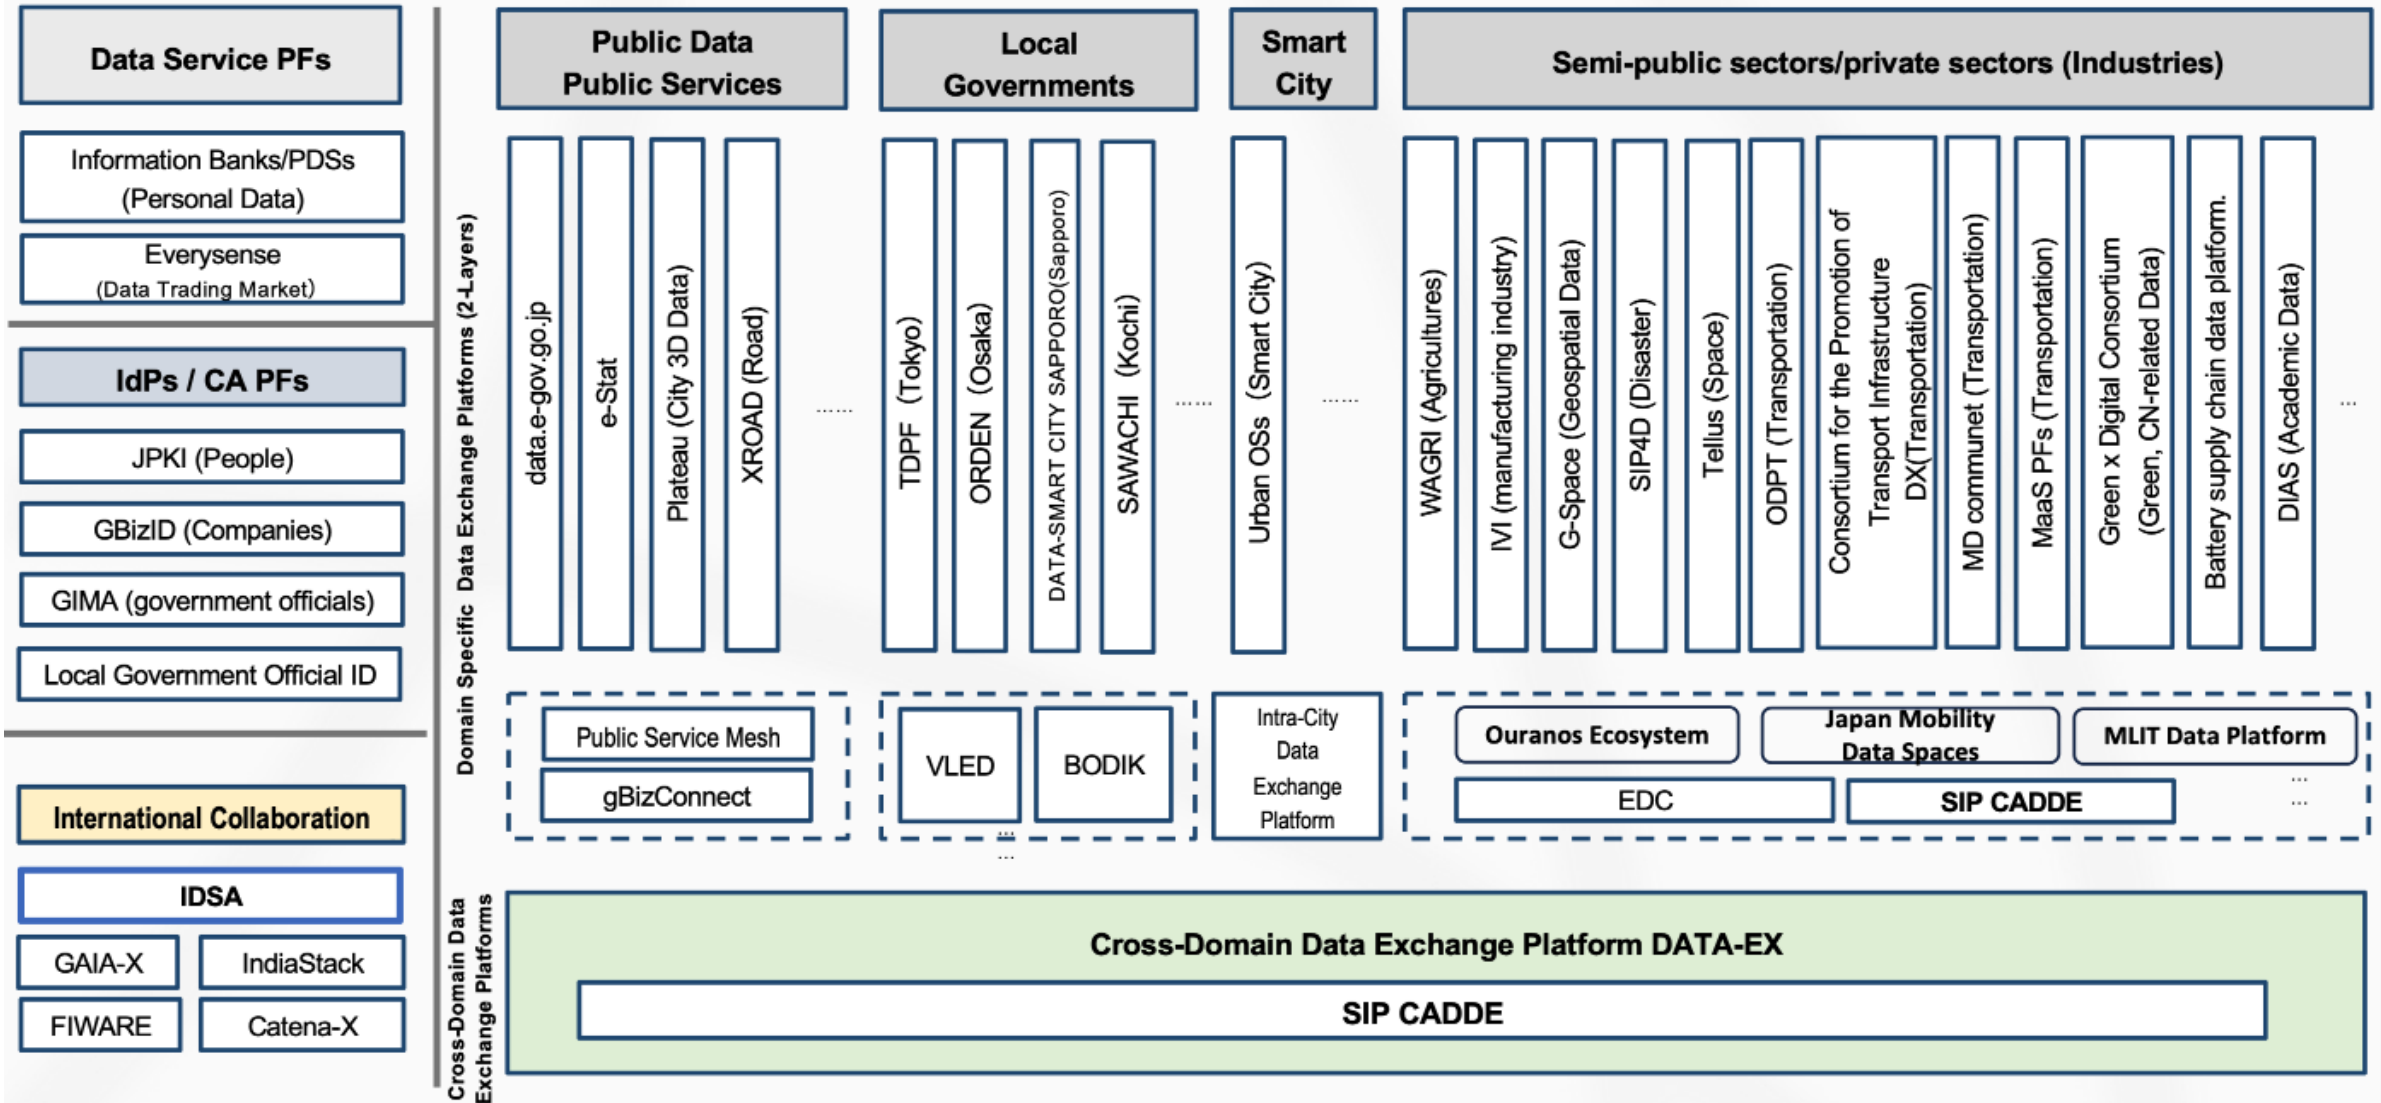 Data Service PFs
Information Banks/PDSs
(Personal Data)
Everysense
(Data Trading Market)
IdPs / CA PFs
JPKI (People)
GBizID (Companies)
GIMA (government officials)
Local Government Official ID
International Collaboration
IDSA
GAIA-X
IndiaStack
FIWARE
Catena-X
Domain Specific Data Exchange Platforms (2-Layers)
Public Data
Public Services
data.e-gov.go.jp
e-Stat
Plateau (City 3D Data)
XROAD (Road)
......
Local
Governments
TDPF (Tokyo)
ORDEN (Osaka)
DATA-SMART CITY SAPPORO(Sapporo)
SAWACHI (Kochi)
......
Smart
City
Urban OSs (Smart City)
......
Semi-public sectors/private sectors (Industries)
WAGRI (Agricultures)
IVI (manufacturing industry)
G-Space (Geospatial Data)
SIP4D (Disaster)
Tellus (Space)
ODPT (Transportation)
Consortium for the Promotion of
Transport Infrastructure
DX(Transportation)
MD communet (Transportation)
MaaS PFs (Transportation)
Green x Digital Consortium
(Green, CN-related Data)
Battery supply chain data platform.
DIAS (Academic Data)
...
Public Service Mesh
gBizConnect
VLED
BODIK
...
...
Intra-City
Data
Exchange
Platform
Ouranos Ecosystem
Japan Mobility
Data Spaces
MLIT Data Platform
EDC
SIP CADDE
...
...
Cross-Domain Data
Exchange Platforms
Cross-Domain Data Exchange Platform DATA-EX
SIP CADDE